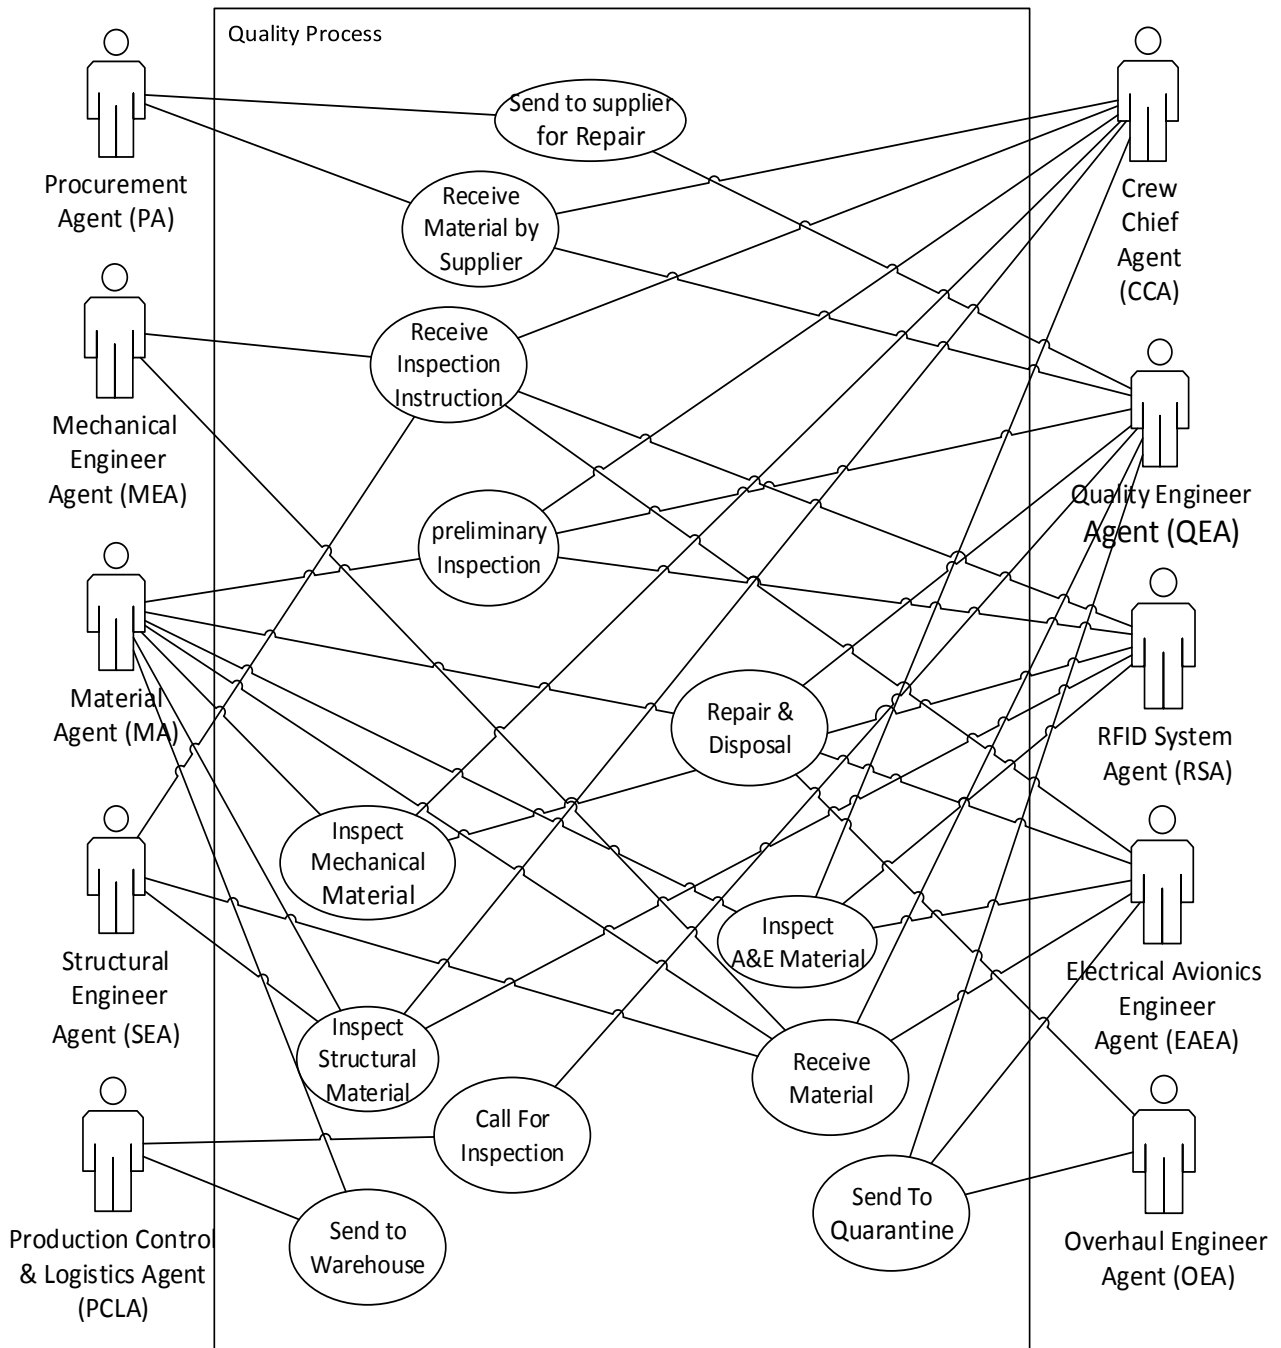 Quality Process
Send to supplier
for Repair
Procurement
Agent (PA)
Receive
Material by
Supplier
Crew
Chief
Agent
(CCA)
Receive
Inspection
Instruction
Mechanical
Engineer
Agent (MEA)
Quality Engineer
Agent (QEA)
preliminary
Inspection
Material
Agent (MA)
Repair &
Disposal
RFID System
Agent (RSA)
Inspect
Mechanical
Material
Inspect
A&E Material
Structural
Engineer
Agent (SEA)
Electrical Avionics
Engineer
Agent (EAEA)
Inspect
Structural
Material
Receive
Material
Call For
Inspection
Send To
Quarantine
Send to
Warehouse
Production Control
& Logistics Agent
(PCLA)
Overhaul Engineer
Agent (OEA)